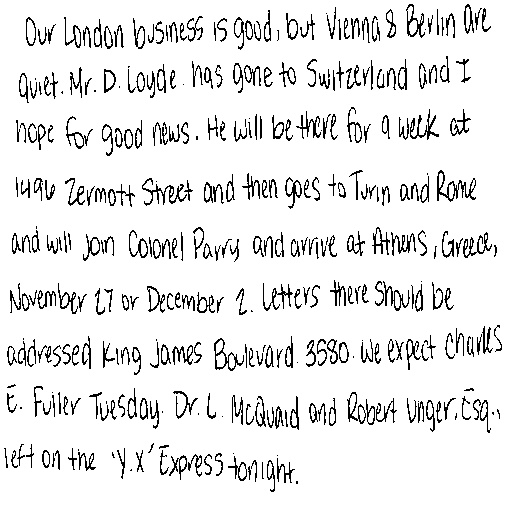 Our London business is good, but Vienna & Berlin are
quiet. Mr. D. Loyde has gone to Switzerland and I
hope for good news. He will be there for a week at
1496 Zermott Street and then goes to Turin and Rome
and will join Colonel Parry and arrive at Athens, Greece,
November 27 or December 2. Letters there should be
addressed King James Boulevard 3580. We expect Charles
E. Fuller Tuesday. Dr. L. McQuaid and Robert Unger, Esq.,
left on the 'Y.X' Express tonight.